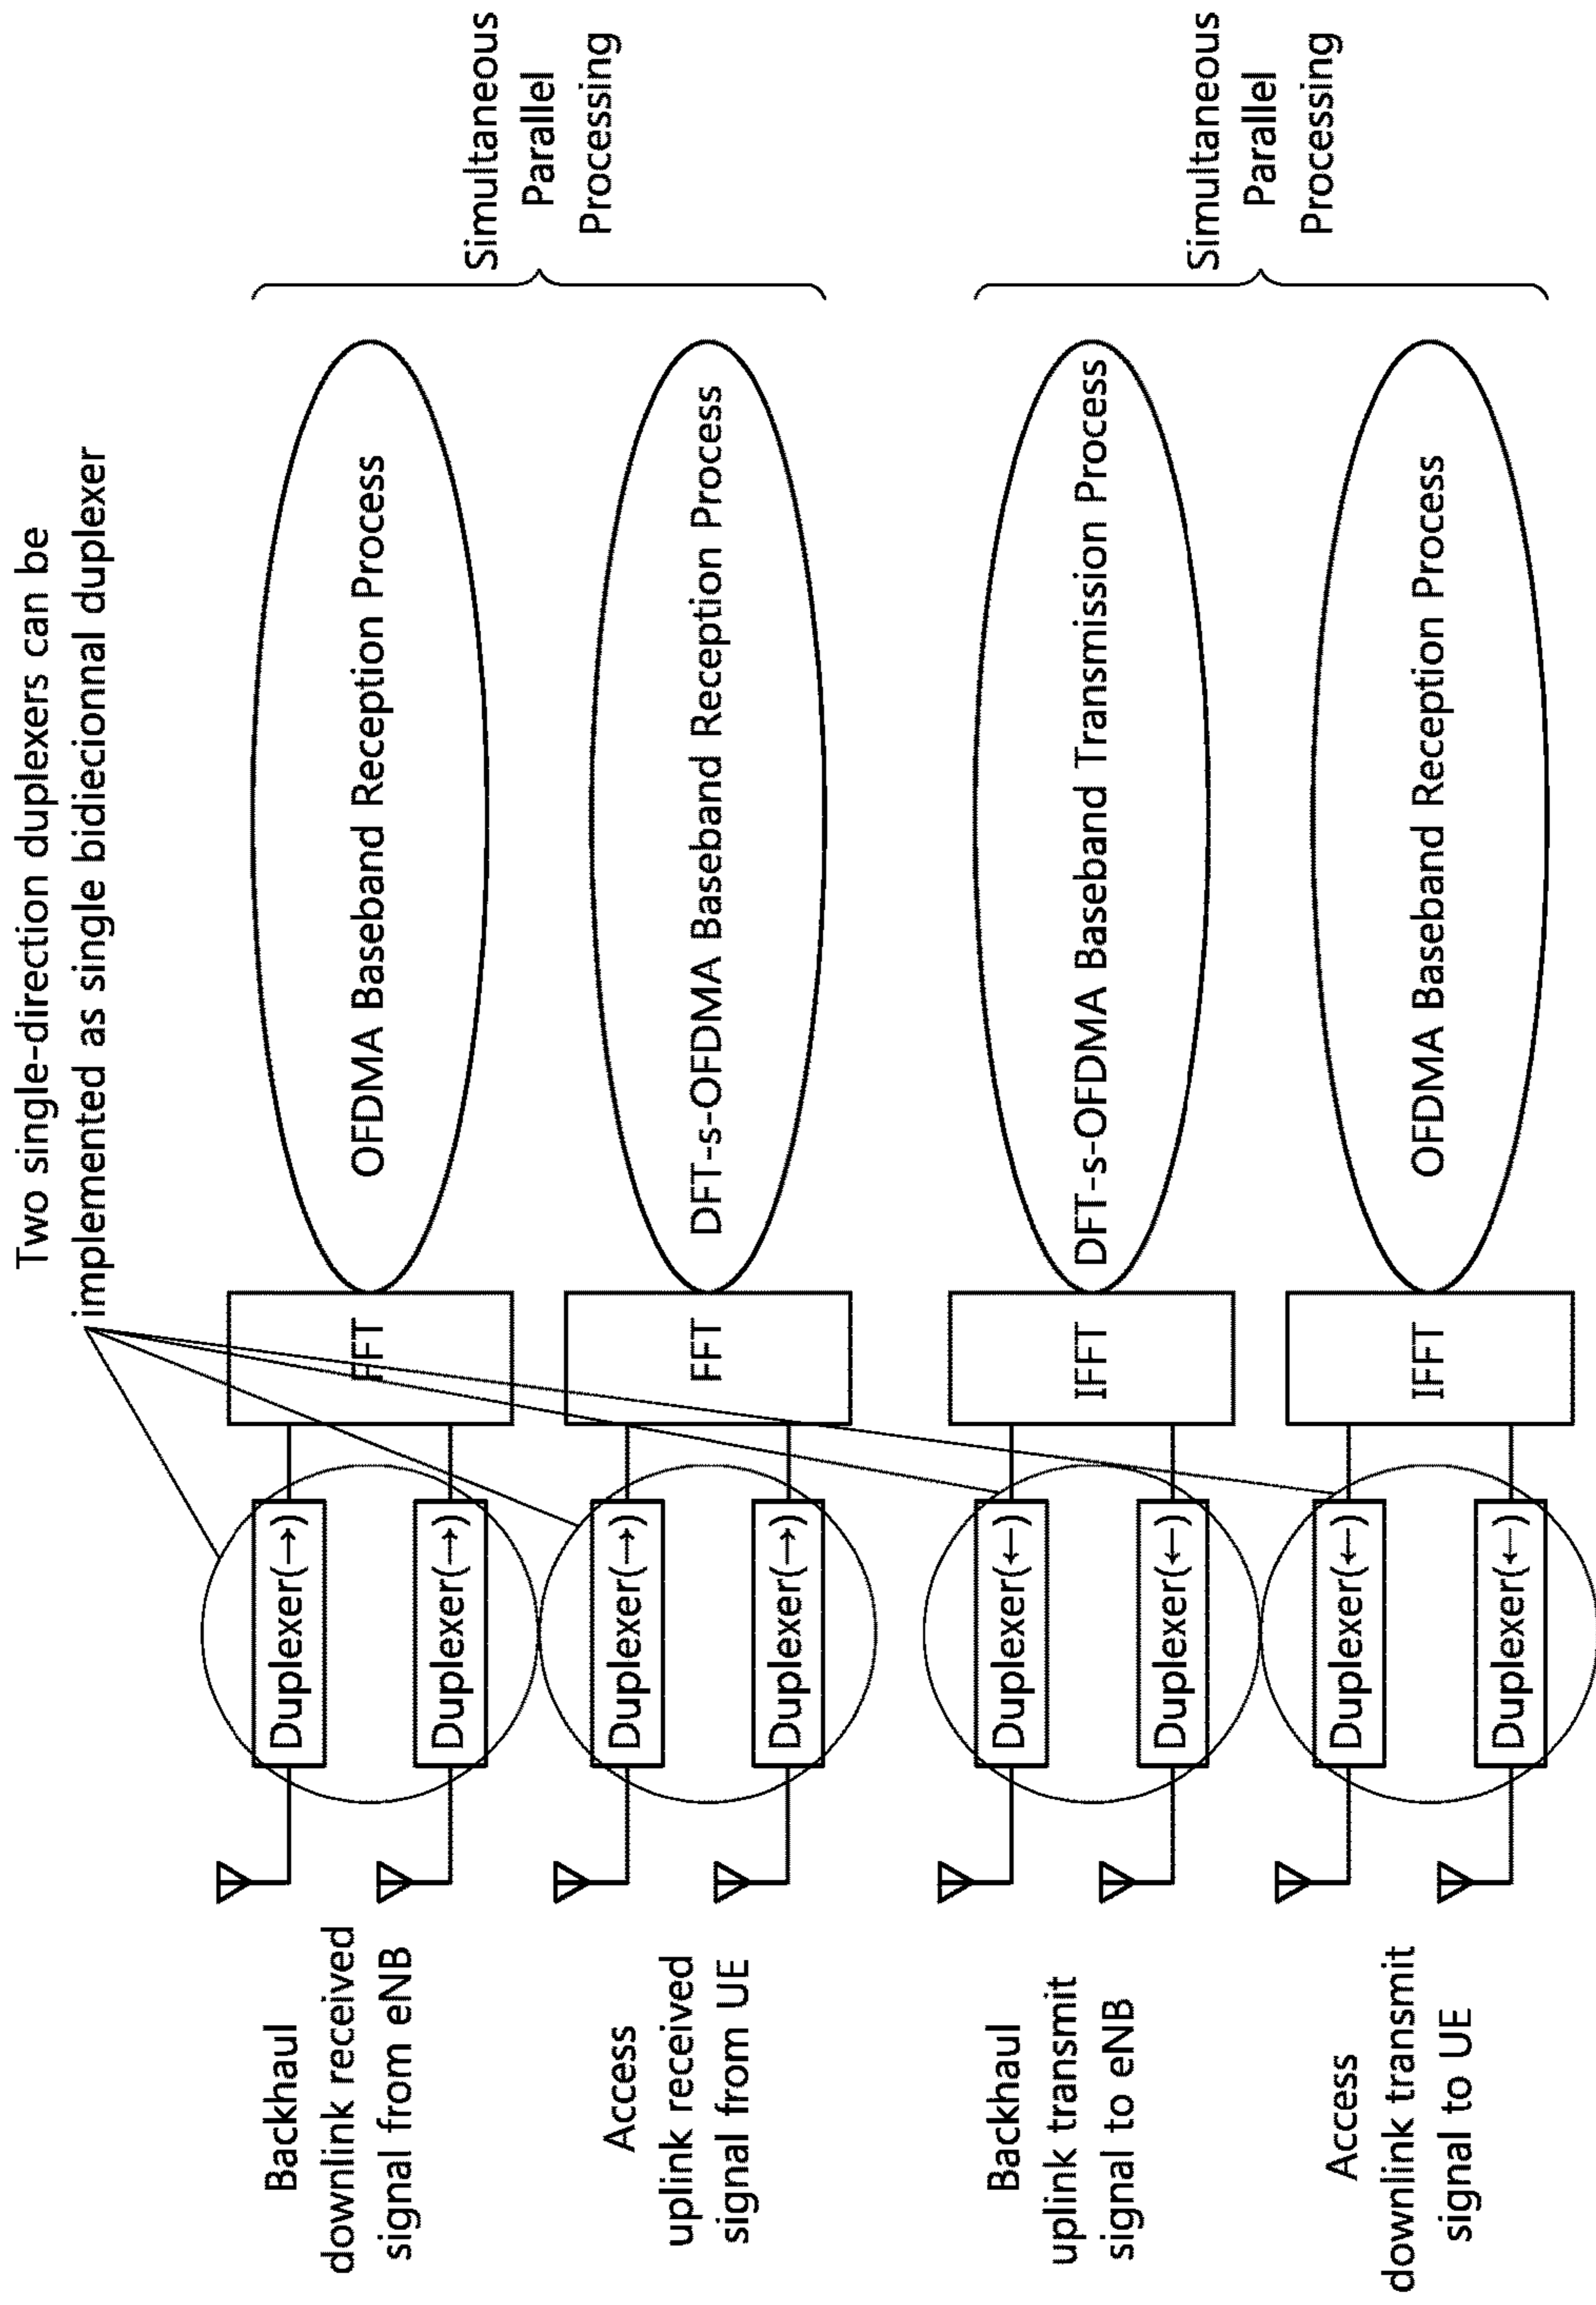 Two single-direction duplexers can be
implemented as single bidiecionnal duplexer
Backhaul
downlink received
signal from eNB
Duplexer(→)
Duplexer(→)
FFT
OFDMA Baseband Reception Process
Access
uplink received
signal from UE
Duplexer(→)
Duplexer(→)
FFT
DFT-s-OFDMA Baseband Reception Process
Simultaneous
Parallel
Processing
Backhaul
uplink transmit
signal to eNB
Duplexer(←)
Duplexer(←)
IFFT
DFT-s-OFDMA Baseband Transmission Process
Access
downlink transmit
signal to UE
Duplexer(←)
Duplexer(←)
IFFT
OFDMA Baseband Reception Process
Simultaneous
Parallel
Processing